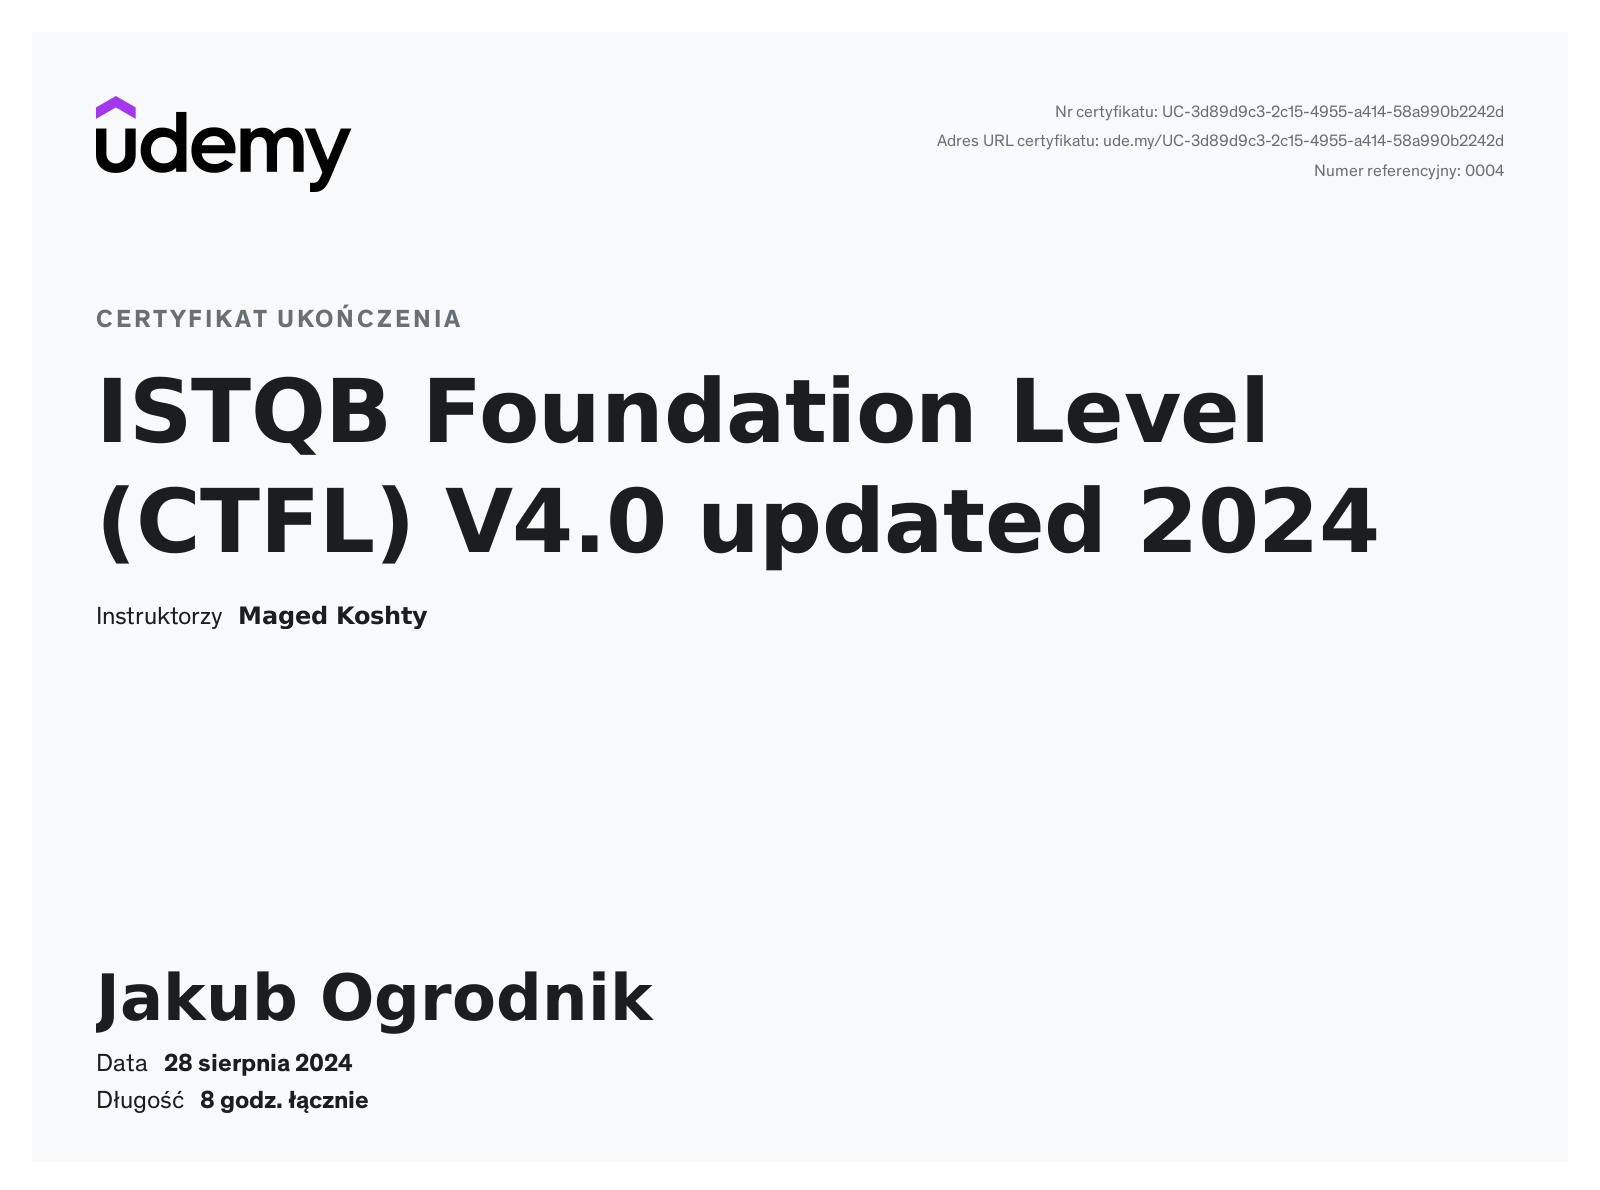 udemy
Nr certyfikatu: UC-3d89d9c3-2c15-4955-a414-58a990b2242d
Adres URL certyfikatu: ude.my/UC-3d89d9c3-2c15-4955-a414-58a990b2242d
Numer referencyjny: 0004
CERTYFIKAT UKOŃCZENIA
ISTQB Foundation Level
(CTFL) V4.0 updated 2024
Instruktorzy Maged Koshty
Jakub Ogrodnik
Data 28 sierpnia 2024
Długość 8 godz. łącznie